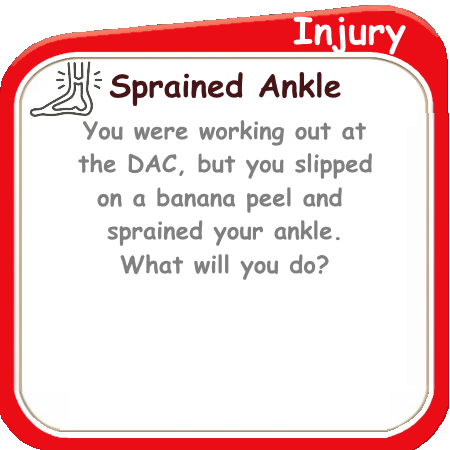 Injury
Sprained Ankle
You were working out at
the DAC, but you slipped
on a banana peel and
sprained your ankle.
What will you do?